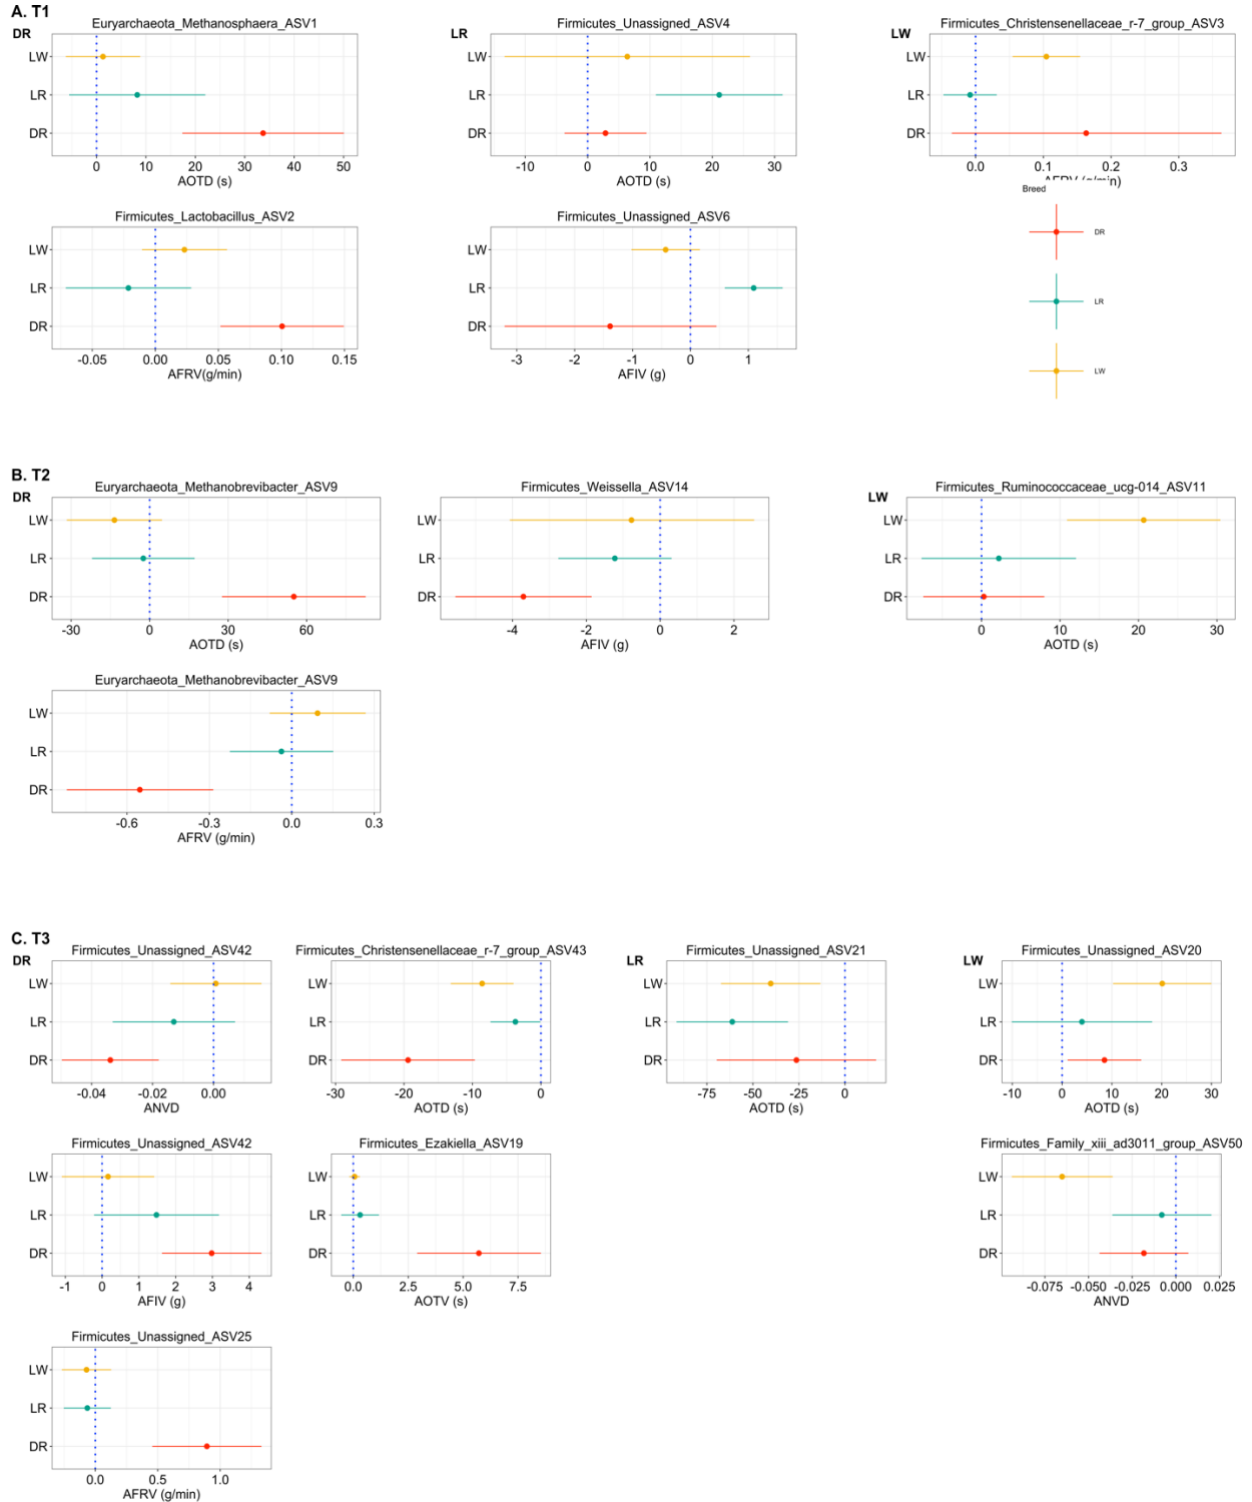 A. T1
DR
Euryarchaeota_Methanosphaera_ASV1
LW
LR
DR
0 10 20 30 40 50
AOTD (s)
LR
Firmicutes_Unassigned_ASV4
LW
LR
DR
-10 0 10 20 30
AOTD (s)
LW
Firmicutes_Christensenellaceae_r-7_group_ASV3
LW
LR
DR
0.0 0.1 0.2 0.3
AFRV (g/min)
Firmicutes_Lactobacillus_ASV2
LW
LR
DR
-0.05 0.00 0.05 0.10 0.15
AFRV(g/min)
Firmicutes_Unassigned_ASV6
LW
LR
DR
-3 -2 -1 0 1
AFIV (g)
Breed
DR
LR
LW
B. T2
DR
Euryarchaeota_Methanobrevibacter_ASV9
LW
LR
DR
-30 0 30 60
AOTD (s)
Firmicutes_Weissella_ASV14
LW
LR
DR
-4 -2 0 2
AFIV (g)
LW
Firmicutes_Ruminococcaceae_ucg-014_ASV11
LW
LR
DR
0 10 20 30
AOTD (s)
Euryarchaeota_Methanobrevibacter_ASV9
LW
LR
DR
-0.6 -0.3 0.0 0.3
AFRV (g/min)
C. T3
DR
Firmicutes_Unassigned_ASV42
LW
LR
DR
-0.04 -0.02 0.00
ANVD
Firmicutes_Christensenellaceae_r-7_group_ASV43
LW
LR
DR
-30 -20 -10 0
AOTD (s)
LR
Firmicutes_Unassigned_ASV21
LW
LR
DR
-75 -50 -25 0
AOTD (s)
LW
Firmicutes_Unassigned_ASV20
LW
LR
DR
-10 0 10 20 30
AOTD (s)
Firmicutes_Unassigned_ASV42
LW
LR
DR
-1 0 1 2 3 4
AFIV (g)
Firmicutes_Ezakiella_ASV19
LW
LR
DR
0.0 2.5 5.0 7.5
AOTV (s)
Firmicutes_Family_xiii_ad3011_group_ASV50
LW
LR
DR
-0.075 -0.050 -0.025 0.000 0.025
ANVD
Firmicutes_Unassigned_ASV25
LW
LR
DR
0.0 0.5 1.0
AFRV (g/min)